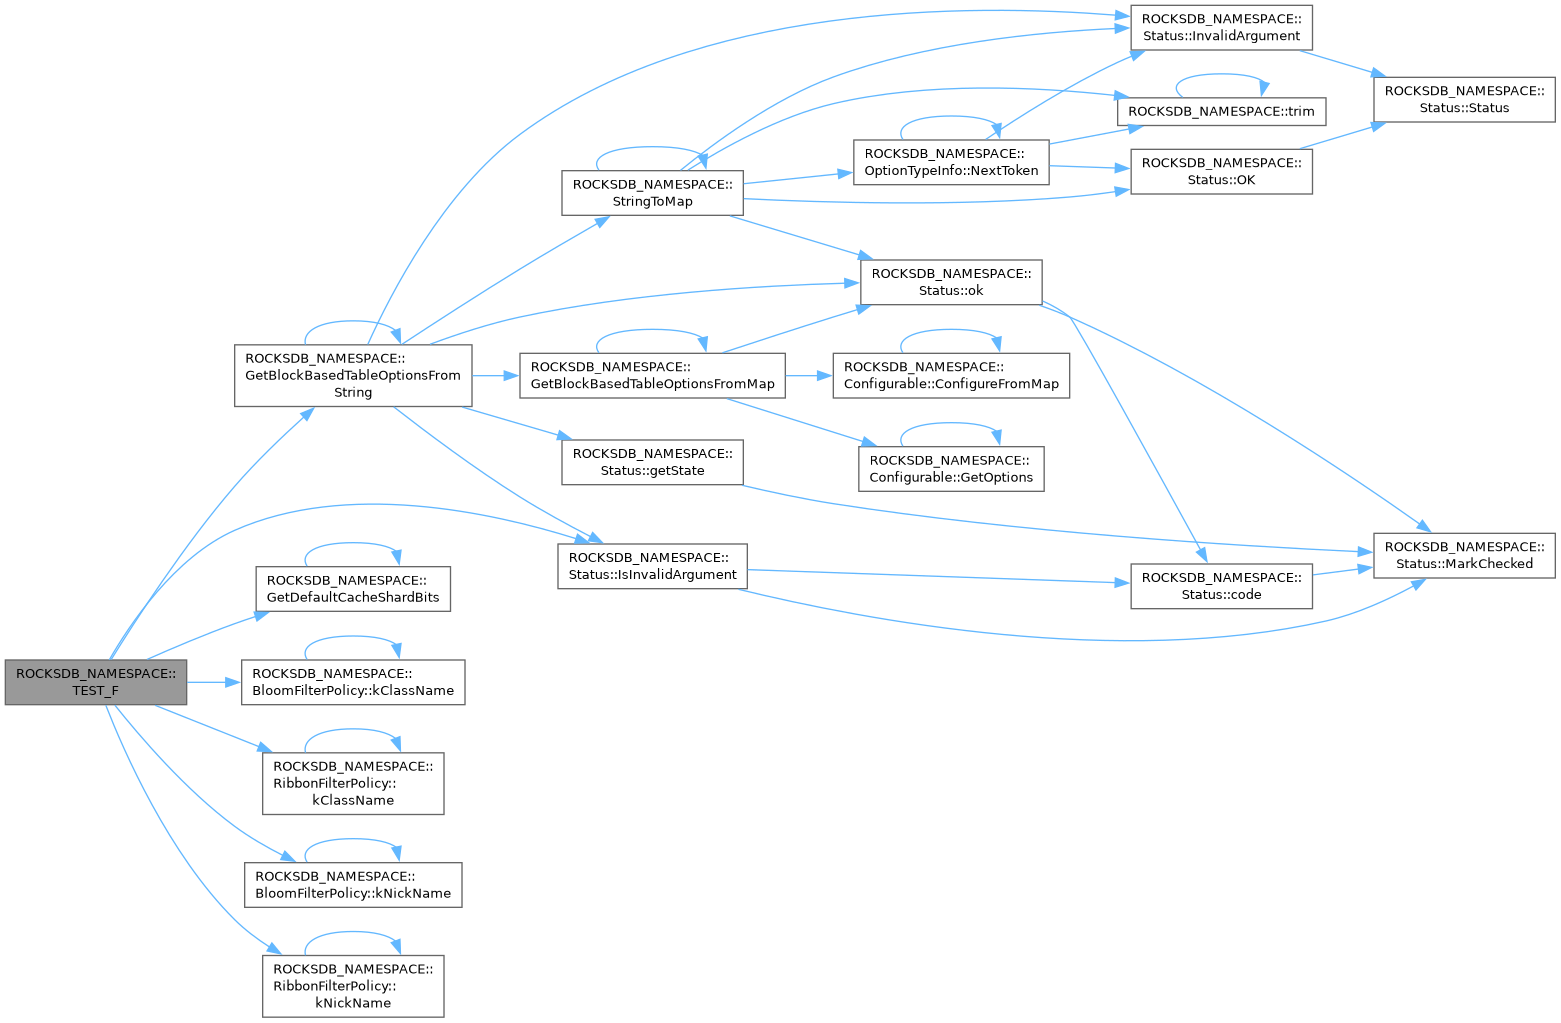 ROCKSDB_NAMESPACE::
Status::InvalidArgument
ROCKSDB_NAMESPACE::
Status::Status
ROCKSDB_NAMESPACE::trim
ROCKSDB_NAMESPACE::
OptionTypeInfo::NextToken
ROCKSDB_NAMESPACE::
Status::OK
ROCKSDB_NAMESPACE::
StringToMap
ROCKSDB_NAMESPACE::
Status::ok
ROCKSDB_NAMESPACE::
GetBlockBasedTableOptionsFrom
String
ROCKSDB_NAMESPACE::
GetBlockBasedTableOptionsFromMap
ROCKSDB_NAMESPACE::
Configurable::ConfigureFromMap
ROCKSDB_NAMESPACE::
Status::getState
ROCKSDB_NAMESPACE::
Configurable::GetOptions
ROCKSDB_NAMESPACE::
Status::IsInvalidArgument
ROCKSDB_NAMESPACE::
Status::MarkChecked
ROCKSDB_NAMESPACE::
Status::code
ROCKSDB_NAMESPACE::
GetDefaultCacheShardBits
ROCKSDB_NAMESPACE::
TEST_F
ROCKSDB_NAMESPACE::
BloomFilterPolicy::kClassName
ROCKSDB_NAMESPACE::
RibbonFilterPolicy::
kClassName
ROCKSDB_NAMESPACE::
BloomFilterPolicy::kNickName
ROCKSDB_NAMESPACE::
RibbonFilterPolicy::
kNickName